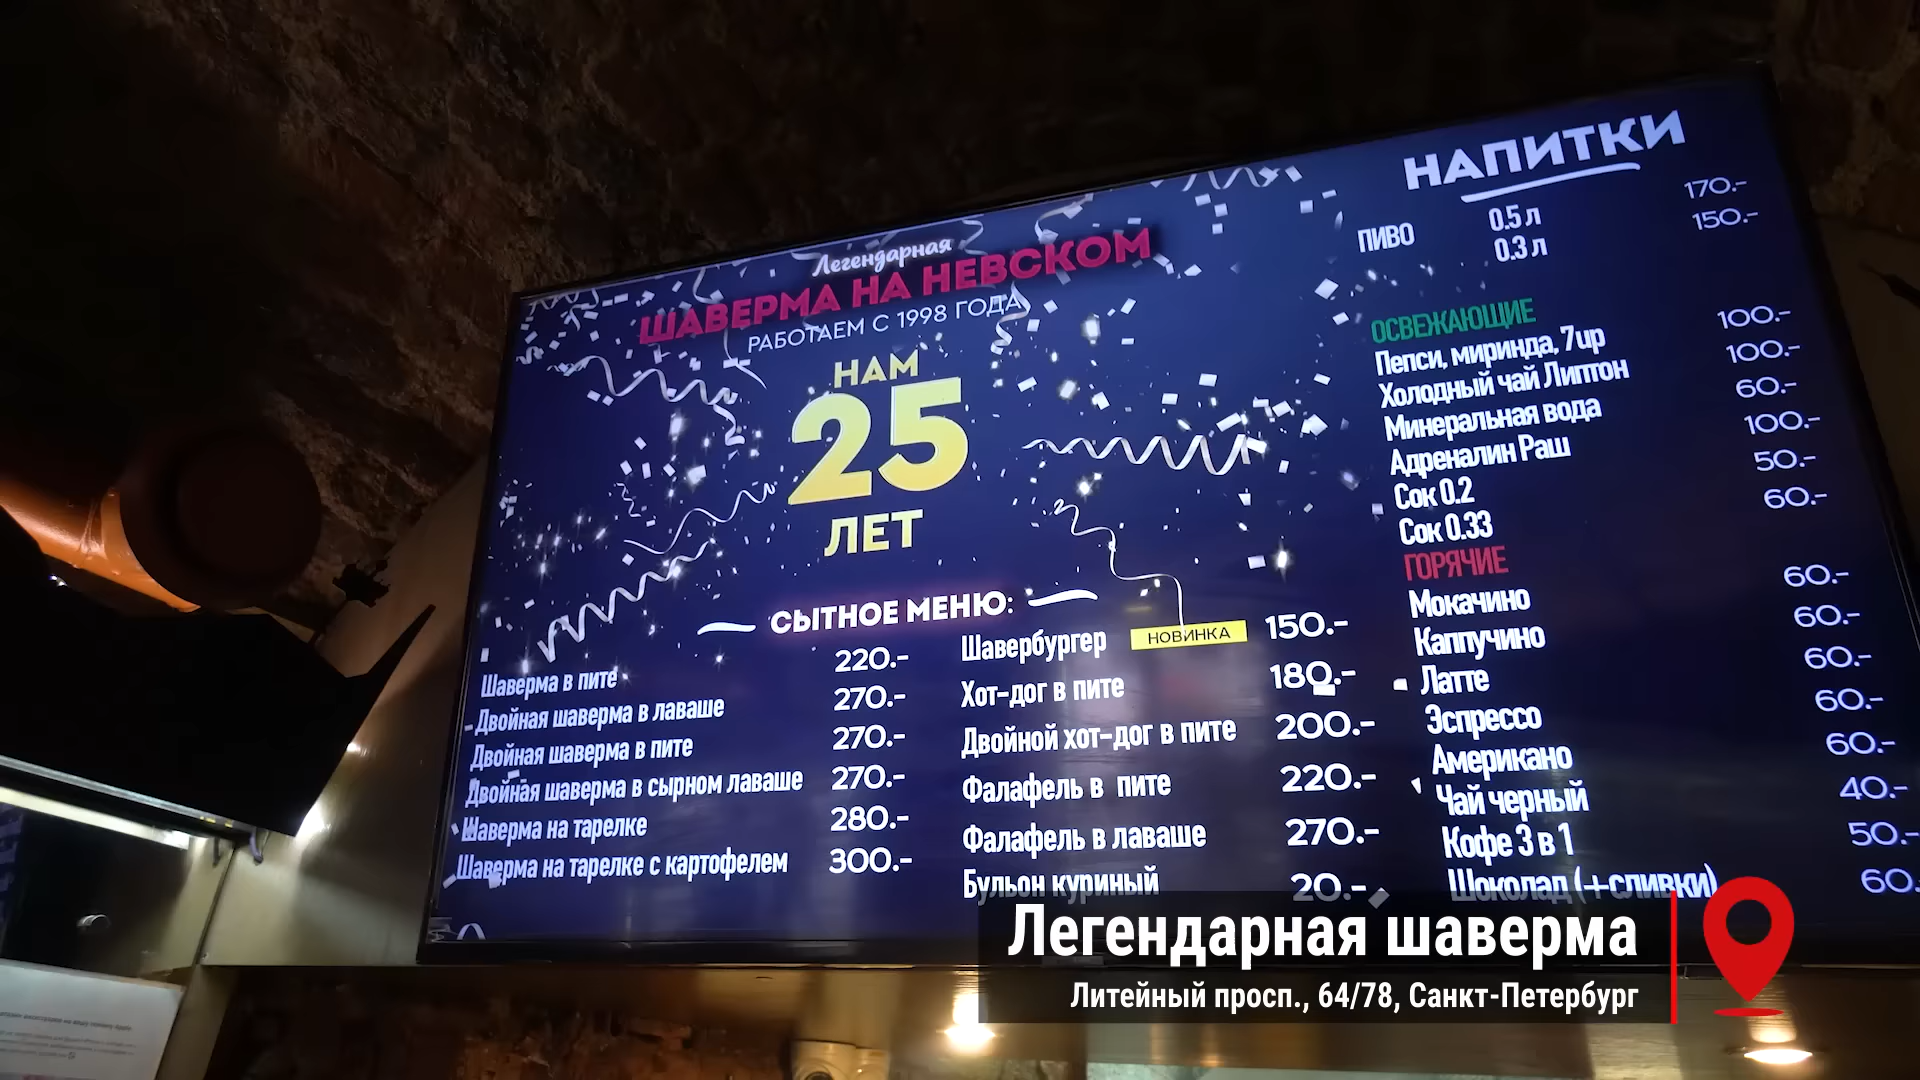 Легендарная
ШАВЕРМА НА НЕВСКОМ
РАБОТАЕМ С 1998 ГОДА
НАМ
25
ЛЕТ
СЫТНОЕ МЕНЮ:
Шаверма в пите 220.-
Двойная шаверма в лаваше 270.-
Двойная шаверма в пите 270.-
Двойная шаверма в сырном лаваше 270.-
Шаверма на тарелке 280.-
Шаверма на тарелке с картофелем 300.-
Шавербургер НОВИНКА 150.-
Хот-дог в пите 180.-
Двойной хот-дог в пите 200.-
Фалафель в пите 220.-
Фалафель в лаваше 270.-
Бульон куриный 20.-
НАПИТКИ
ПИВО 0.5 л 170.-
0.3 л 150.-
ОСВЕЖАЮЩИЕ
Пепси, миринда, 7up 100.-
Холодный чай Липтон 100.-
Минеральная вода 60.-
Адреналин Раш 100.-
Сок 0.2 50.-
Сок 0.33 60.-
ГОРЯЧИЕ
Мокачино 60.-
Каппучино 60.-
Латте 60.-
Эспрессо 60.-
Американо 60.-
Чай черный 40.-
Кофе 3 в 1 50.-
Шоколад (+сливки) 60.-
Легендарная шаверма
Литейный просп., 64/78, Санкт-Петербург